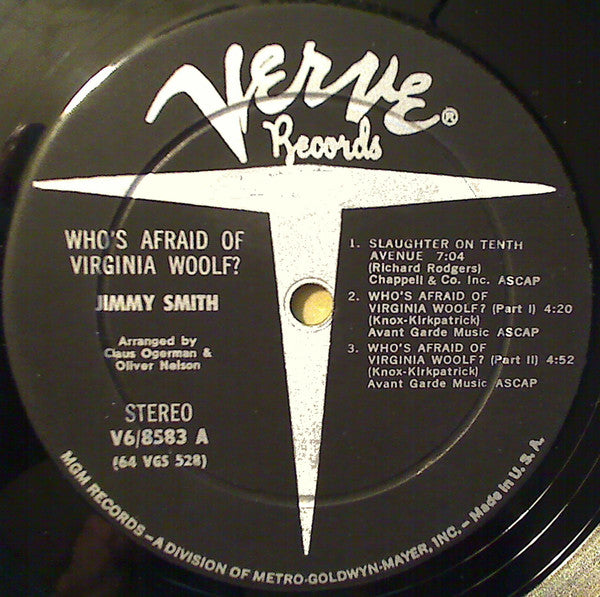 Verve®
Records
WHO'S AFRAID OF
VIRGINIA WOOLF?
JIMMY SMITH
Arranged by
Claus Ogerman &
Oliver Nelson
STEREO
V6/8583 A
(64 VGS 528)
1. SLAUGHTER ON TENTH
AVENUE 7:04
(Richard Rodgers)
Chappell & Co. Inc. ASCAP
2. WHO'S AFRAID OF
VIRGINIA WOOLF? (Part I) 4:20
(Knox-Kirkpatrick)
Avant Garde Music ASCAP
3. WHO'S AFRAID OF
VIRGINIA WOOLF? (Part II) 4:52
(Knox-Kirkpatrick)
Avant Garde Music ASCAP
MGM RECORDS – A DIVISION OF METRO-GOLDWYN-MAYER, INC. – Made in U.S.A.